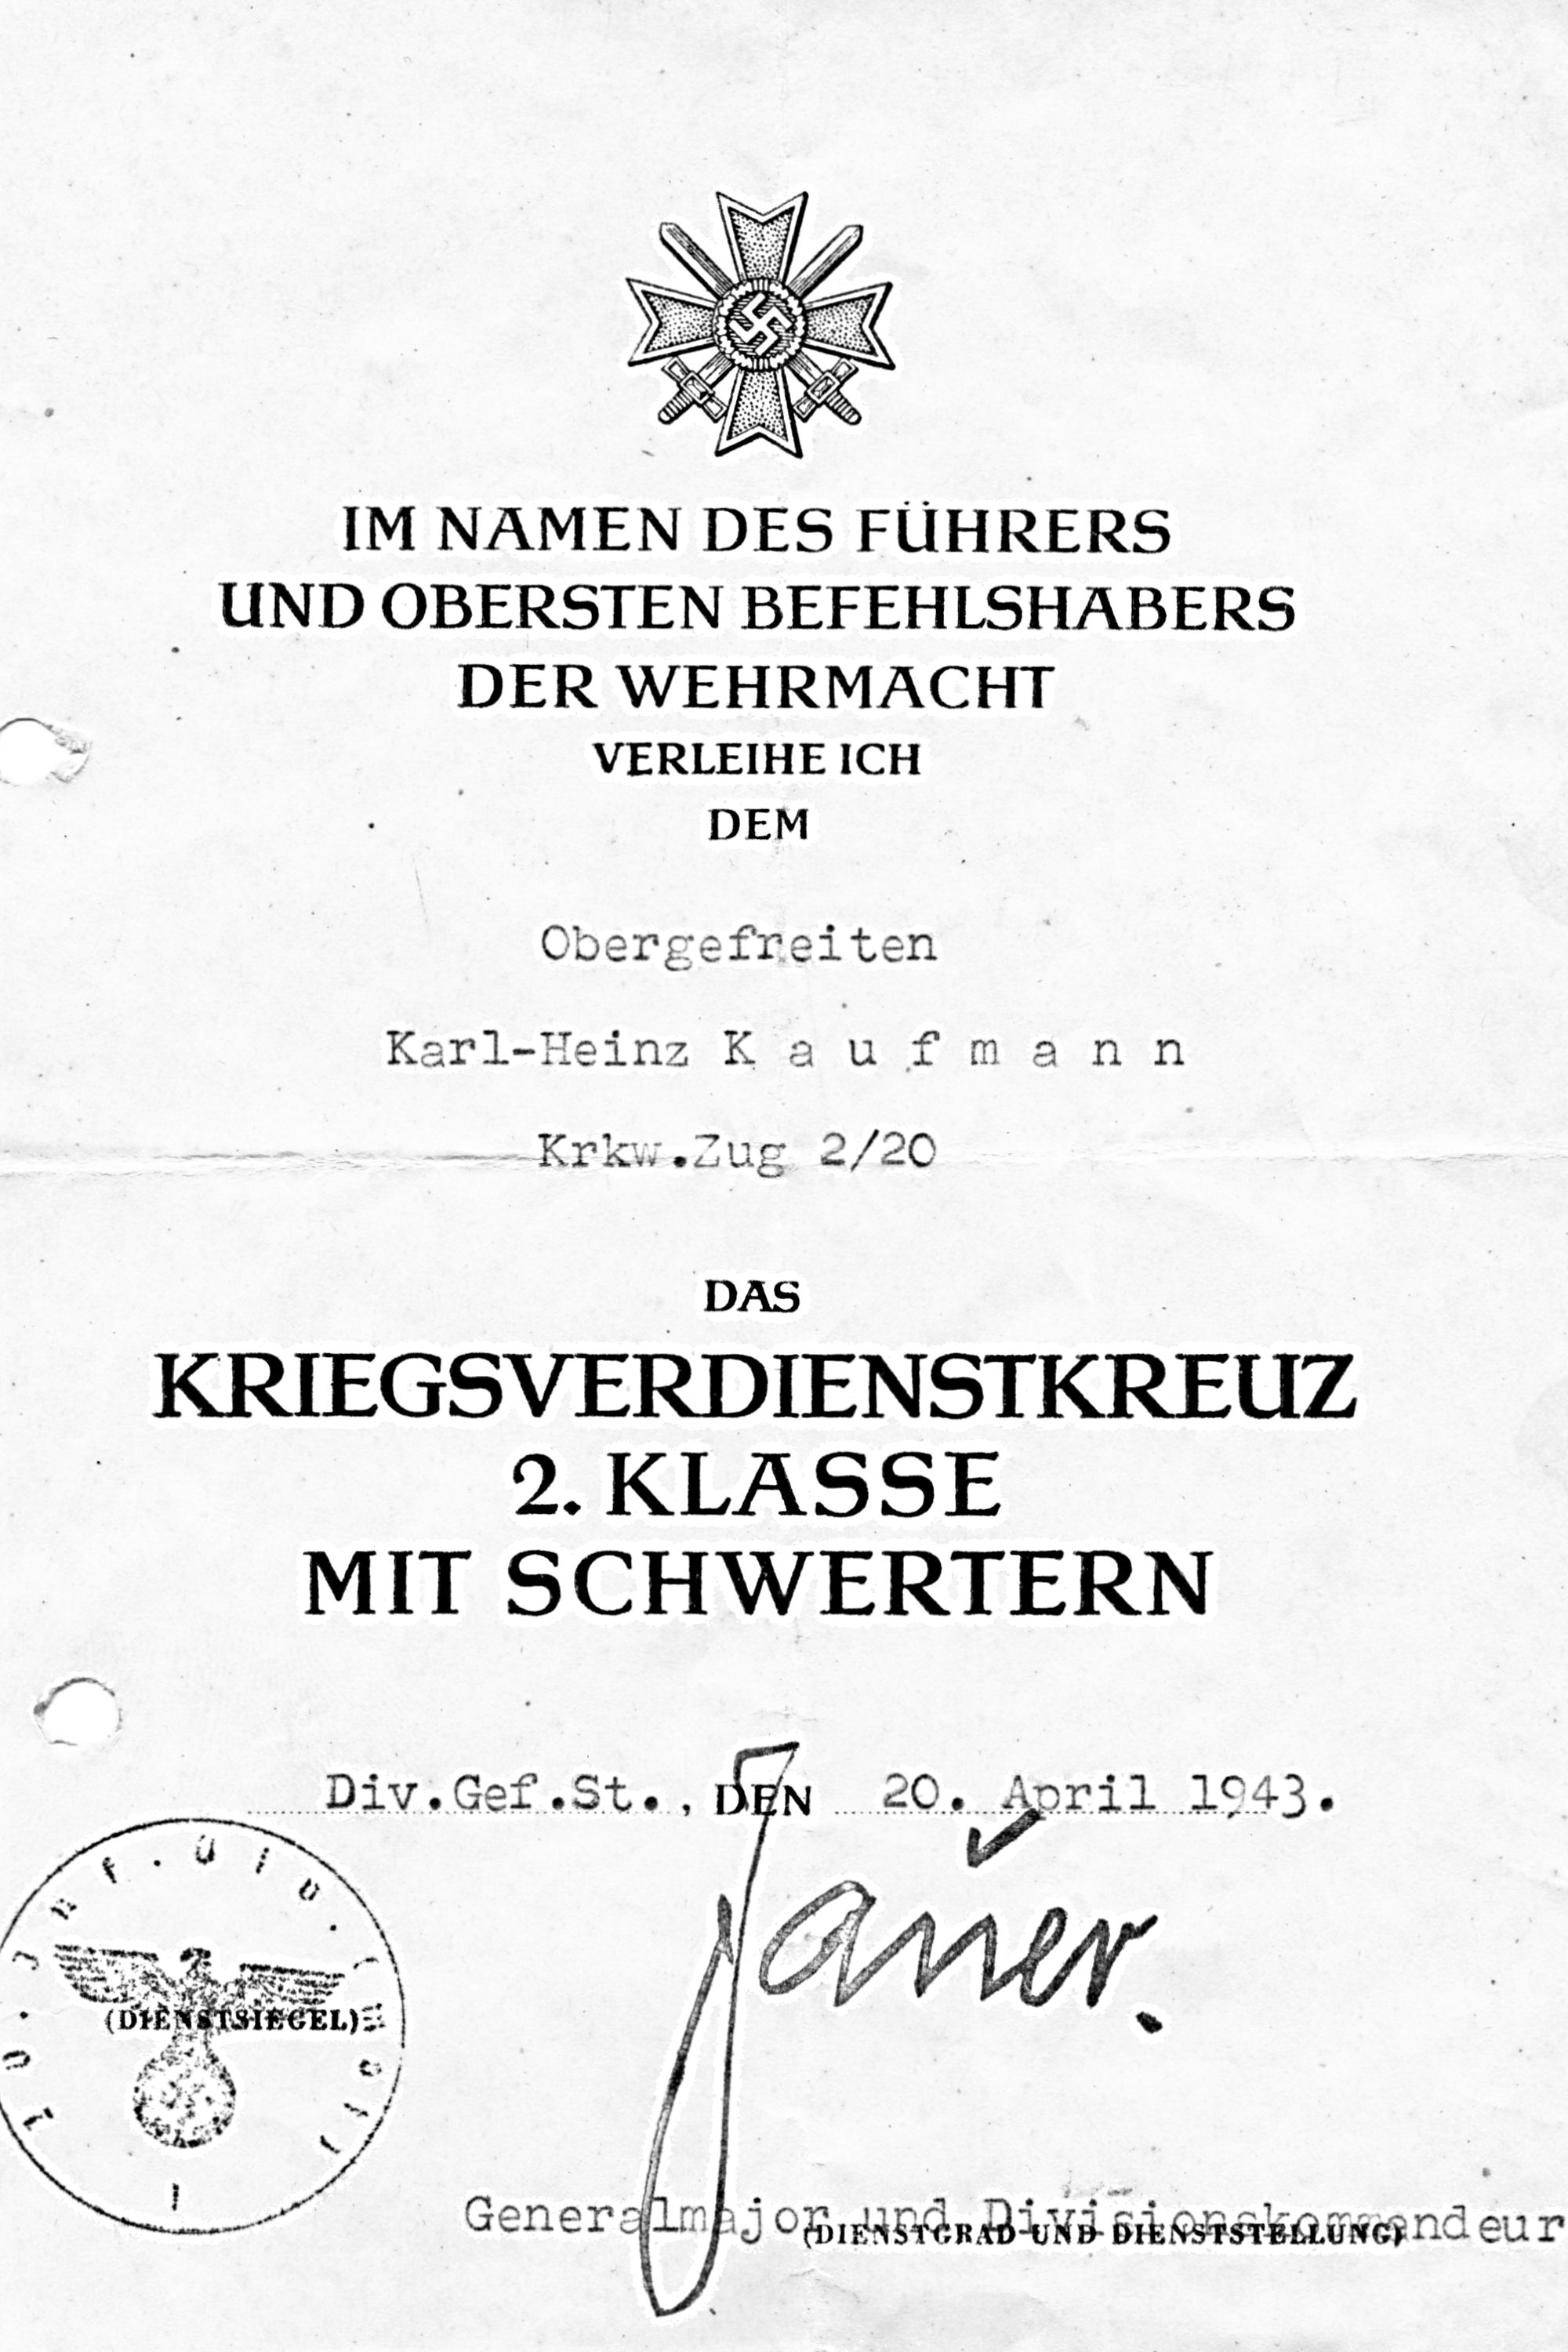 IM NAMEN DES FÜHRERS
UND OBERSTEN BEFEHLSHABERS
DER WEHRMACHT
VERLEIHE ICH
DEM
Obergefreiten
Karl-Heinz K a u f m a n n
Krkw.Zug 2/20
DAS
KRIEGSVERDIENSTKREUZ
2. KLASSE
MIT SCHWERTERN
Div.Gef.St., DEN 20. April 1943.
(DIENSTSIEGEL)
Generalmajor und Divisionskommandeur
(DIENSTGRAD UND DIENSTSTELLUNG)